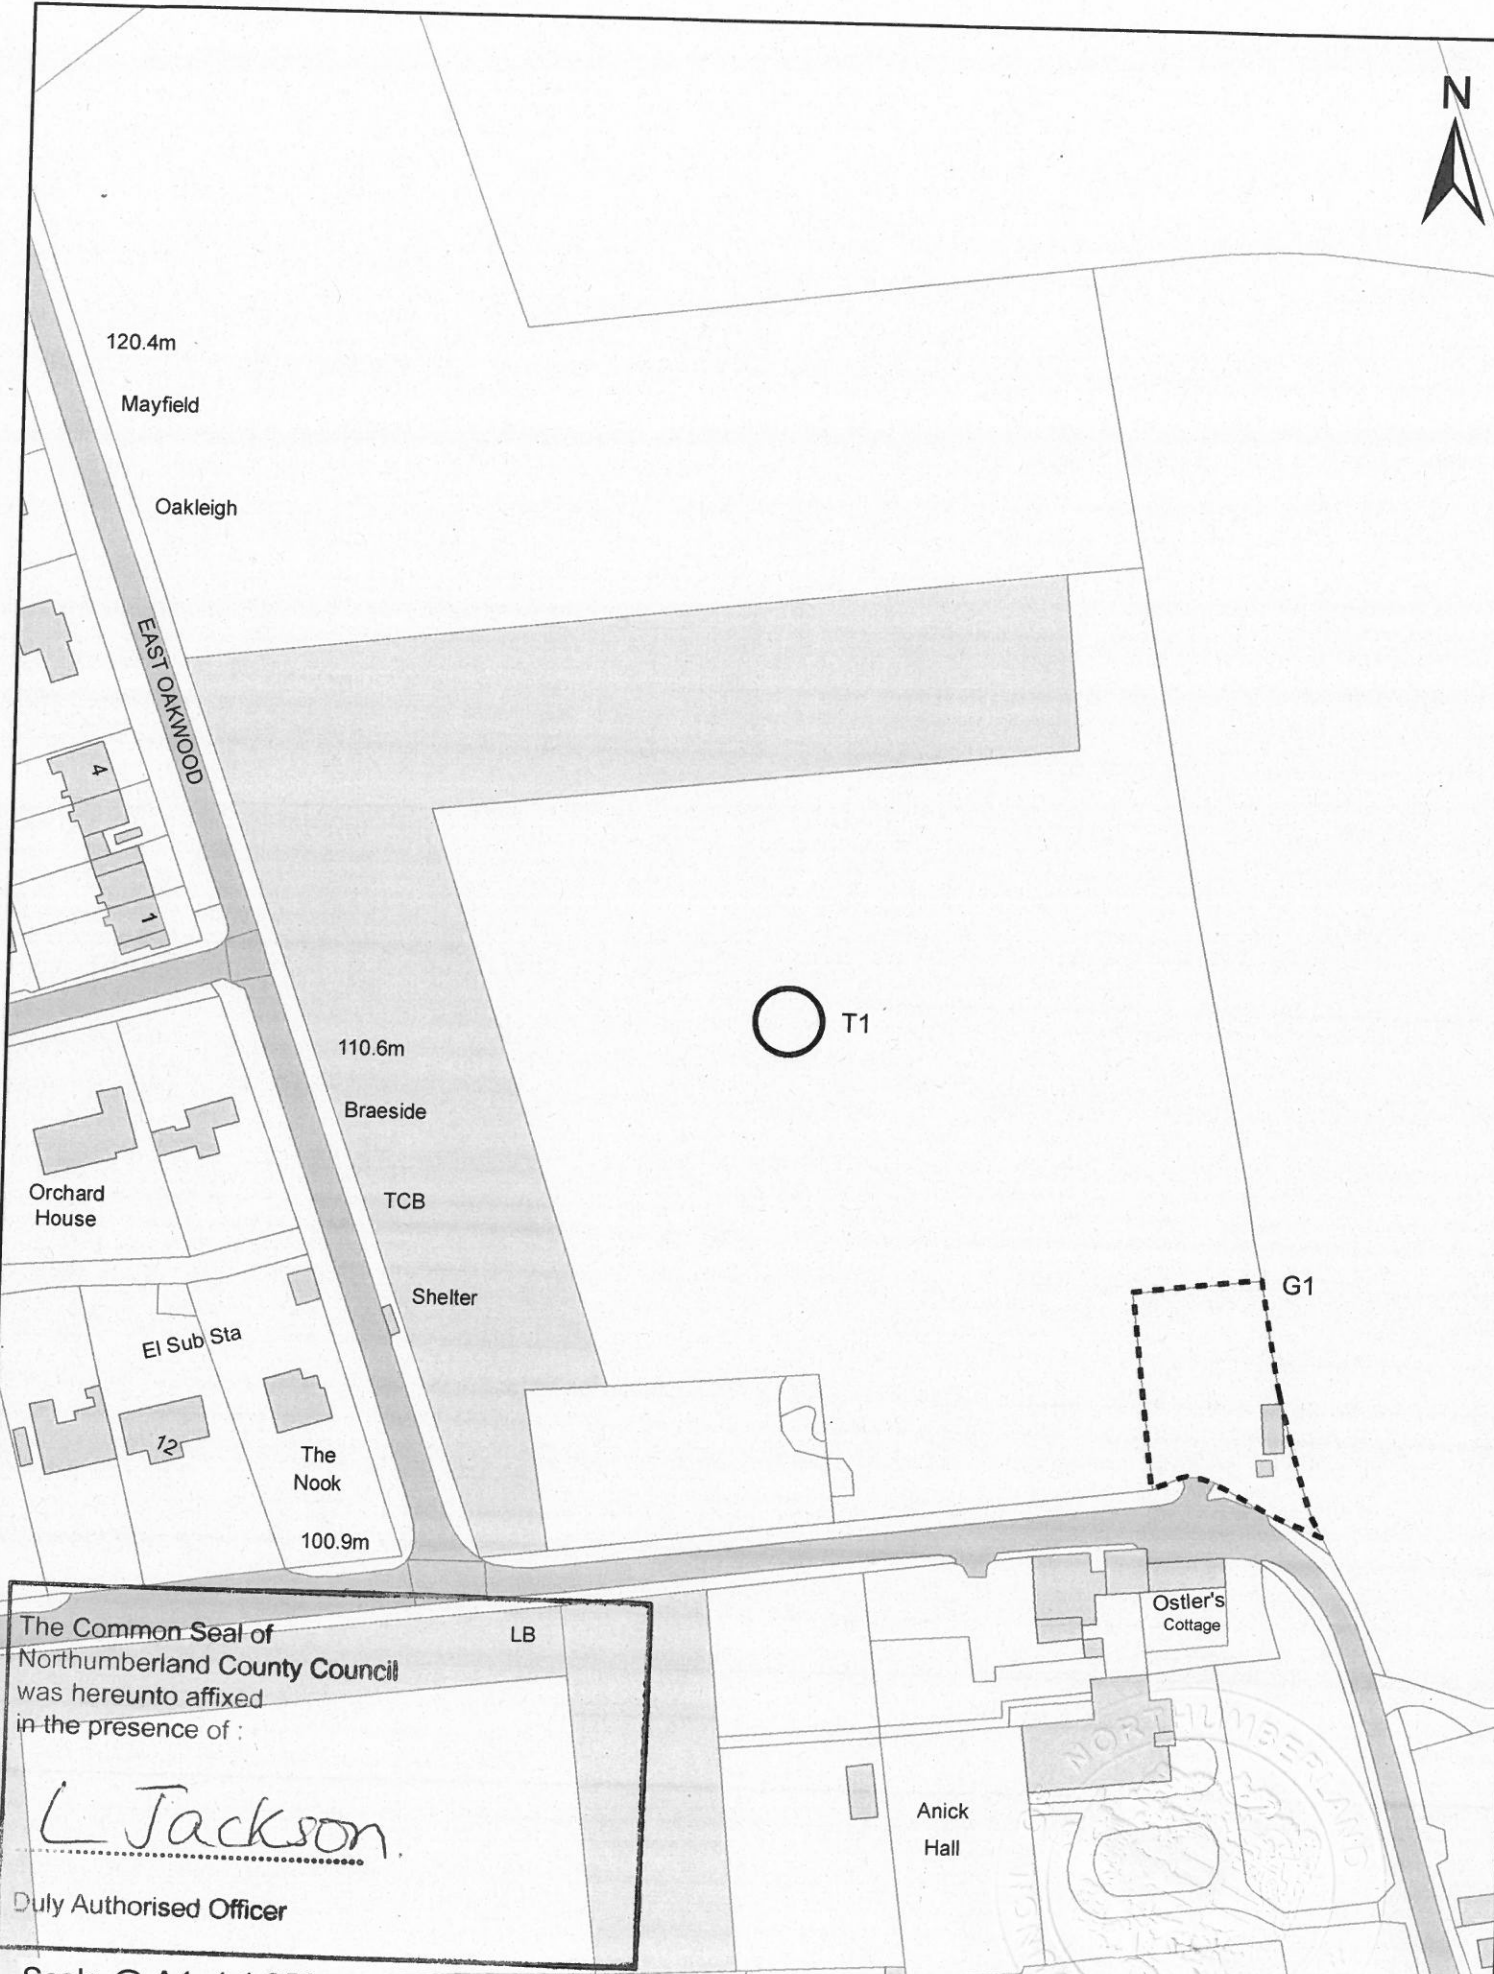 N
120.4m
Mayfield
Oakleigh
EAST OAKWOOD
4
1
T1
110.6m
Braeside
TCB
Orchard
House
Shelter
G1
El Sub Sta
12
The
Nook
100.9m
Ostler's
Cottage
LB
The Common Seal of
Northumberland County Council
was hereunto affixed
in the presence of :
L Jackson.
Duly Authorised Officer
Anick
Hall
NORTHUMBERLAND